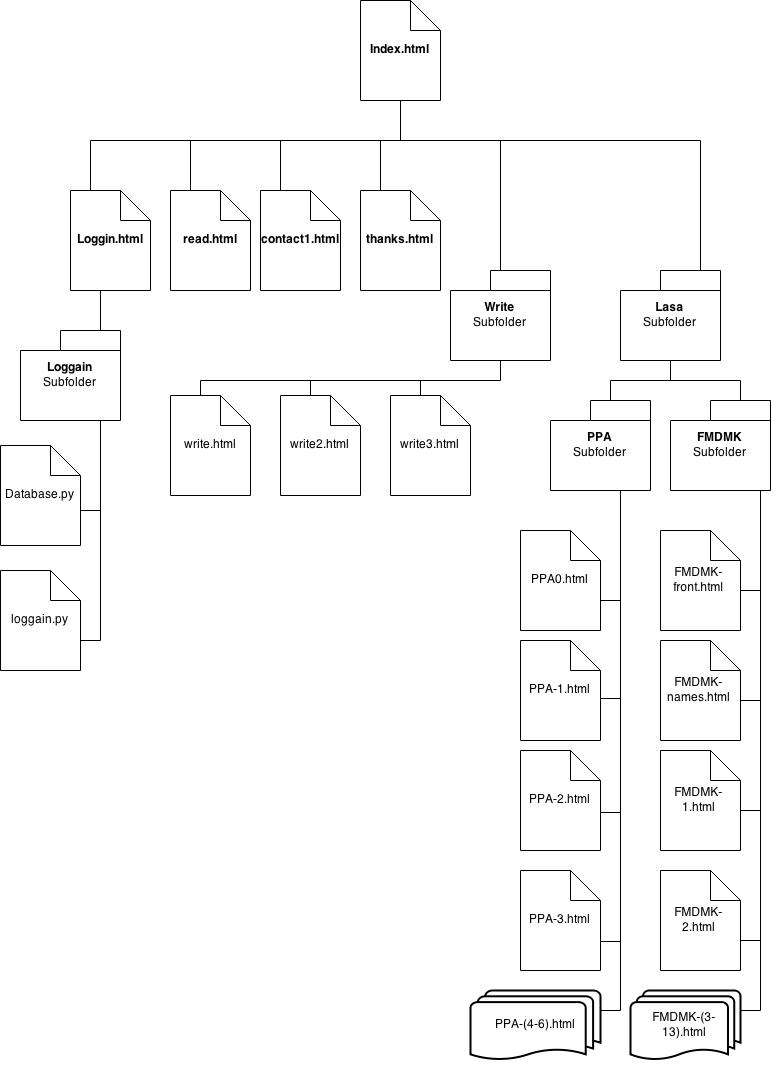 Index.html
Loggin.html
read.html
contact1.html
thanks.html
Write
Subfolder
Lasa
Subfolder
Loggain
Subfolder
write.html
write2.html
write3.html
PPA
Subfolder
FMDMK
Subfolder
Database.py
loggain.py
PPA0.html
FMDMK-
front.html
PPA-1.html
FMDMK-
names.html
PPA-2.html
FMDMK-
1.html
PPA-3.html
FMDMK-
2.html
PPA-(4-6).html
FMDMK-(3-
13).html